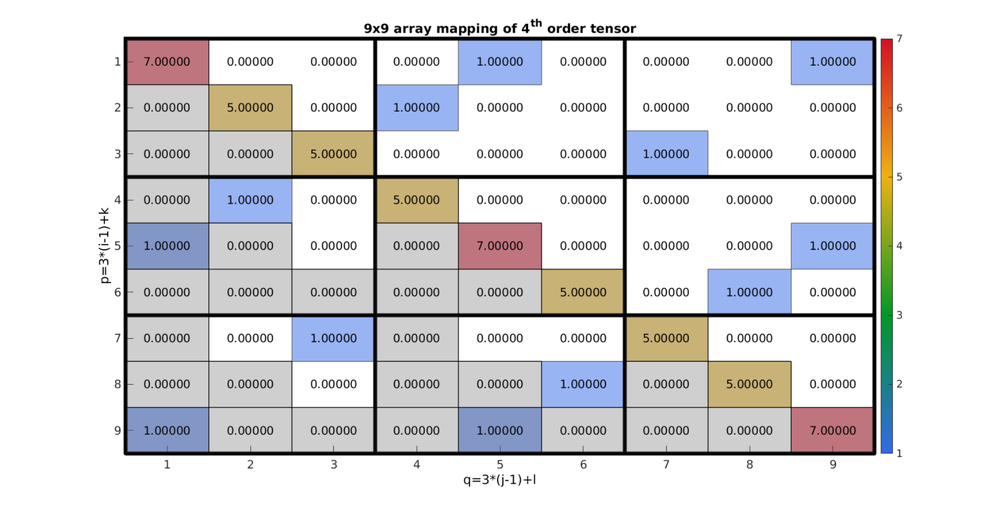 9x9 array mapping of 4th order tensor
1 7.00000 0.00000 0.00000 0.00000 1.00000 0.00000 0.00000 0.00000 1.00000
2 0.00000 5.00000 0.00000 1.00000 0.00000 0.00000 0.00000 0.00000 0.00000
3 0.00000 0.00000 5.00000 0.00000 0.00000 0.00000 1.00000 0.00000 0.00000
4 0.00000 1.00000 0.00000 5.00000 0.00000 0.00000 0.00000 0.00000 0.00000
5 1.00000 0.00000 0.00000 0.00000 7.00000 0.00000 0.00000 0.00000 1.00000
6 0.00000 0.00000 0.00000 0.00000 0.00000 5.00000 0.00000 1.00000 0.00000
7 0.00000 0.00000 1.00000 0.00000 0.00000 0.00000 5.00000 0.00000 0.00000
8 0.00000 0.00000 0.00000 0.00000 0.00000 1.00000 0.00000 5.00000 0.00000
9 1.00000 0.00000 0.00000 0.00000 1.00000 0.00000 0.00000 0.00000 7.00000
1 2 3 4 5 6 7 8 9
q=3*(j-1)+l
p=3*(i-1)+k
7
6
5
4
3
2
1